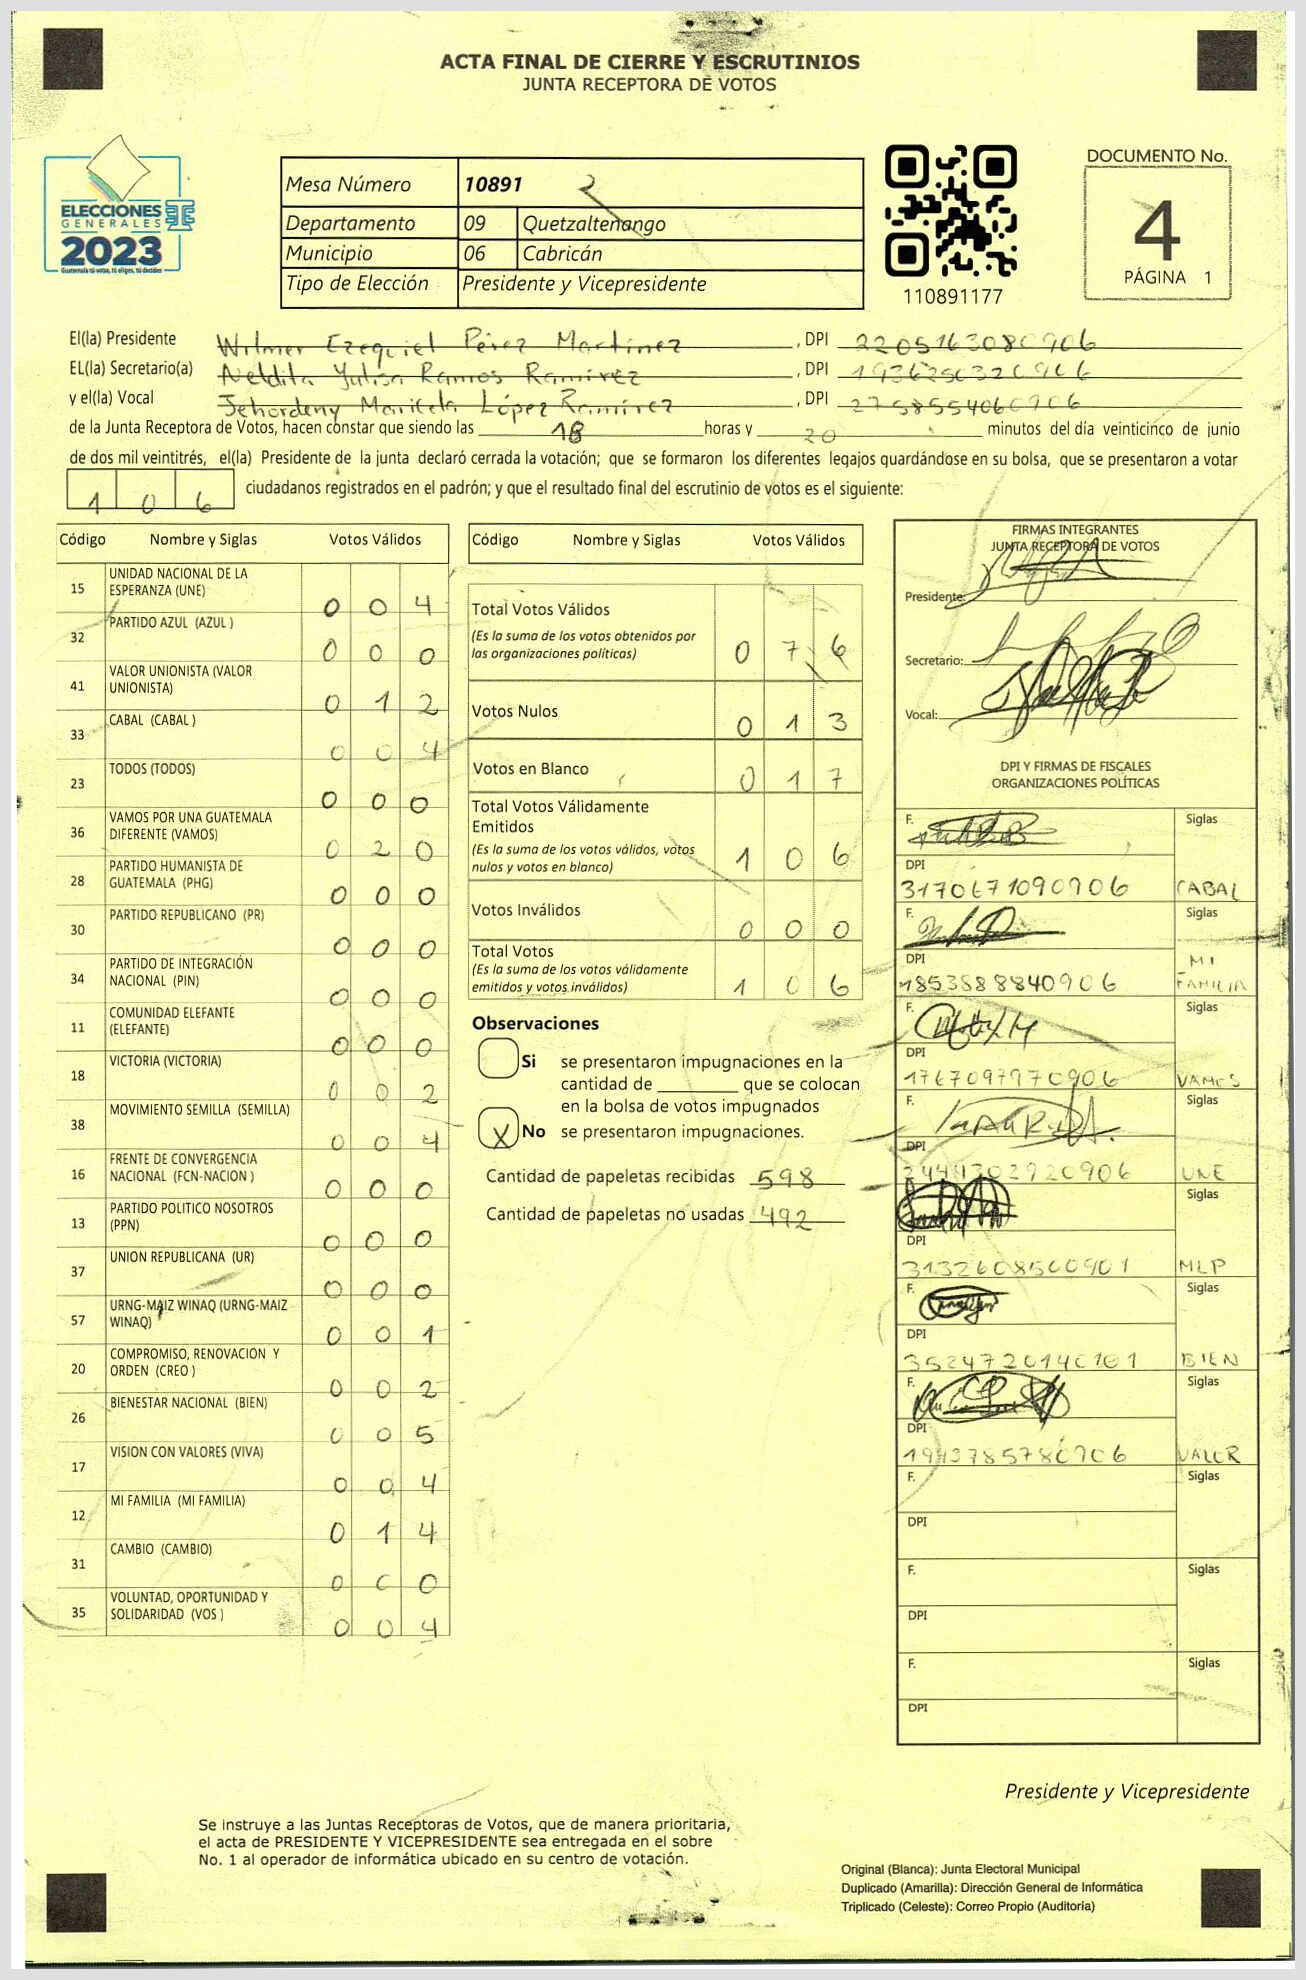 ACTA FINAL DE CIERRE Y ESCRUTINIOS
JUNTA RECEPTORA DE VOTOS
ELECCIONES
GENERALES
2023
Guatemala tú votas, tú eliges, tú decides
Mesa Número 10891 2
Departamento 09 Quetzaltenango
Municipio 06 Cabricán
Tipo de Elección Presidente y Vicepresidente
110891177
DOCUMENTO No.
4
PÁGINA 1
El(la) Presidente Wilmer Ezequiel Pérez Martínez, DPI 2205163080906
EL(la) Secretario(a) Neldita Yulisa Ramos Ramírez, DPI 1936250320906
y el(la) Vocal Jehordeny Maricela López Ramírez, DPI 2758554060906
de la Junta Receptora de Votos, hacen constar que siendo las 18 horas y 20 minutos del día veinticinco de junio
de dos mil veintitrés, el(la) Presidente de la junta declaró cerrada la votación; que se formaron los diferentes legajos guardándose en su bolsa, que se presentaron a votar
106 ciudadanos registrados en el padrón; y que el resultado final del escrutinio de votos es el siguiente:
Código Nombre y Siglas Votos Válidos
15 UNIDAD NACIONAL DE LA ESPERANZA (UNE) 0 0 4
32 PARTIDO AZUL (AZUL ) 0 0 0
41 VALOR UNIONISTA (VALOR UNIONISTA) 0 1 2
33 CABAL (CABAL ) 0 0 4
23 TODOS (TODOS) 0 0 0
36 VAMOS POR UNA GUATEMALA DIFERENTE (VAMOS) 0 2 0
28 PARTIDO HUMANISTA DE GUATEMALA (PHG) 0 0 0
30 PARTIDO REPUBLICANO (PR) 0 0 0
34 PARTIDO DE INTEGRACIÓN NACIONAL (PIN) 0 0 0
11 COMUNIDAD ELEFANTE (ELEFANTE) 0 0 0
18 VICTORIA (VICTORIA) 0 0 2
38 MOVIMIENTO SEMILLA (SEMILLA) 0 0 4
16 FRENTE DE CONVERGENCIA NACIONAL (FCN-NACION ) 0 0 0
13 PARTIDO POLITICO NOSOTROS (PPN) 0 0 0
37 UNION REPUBLICANA (UR) 0 0 0
57 URNG-MAIZ WINAQ (URNG-MAIZ WINAQ) 0 0 1
20 COMPROMISO, RENOVACION Y ORDEN (CREO ) 0 0 2
26 BIENESTAR NACIONAL (BIEN) 0 0 5
17 VISION CON VALORES (VIVA) 0 0 4
12 MI FAMILIA (MI FAMILIA) 0 1 4
31 CAMBIO (CAMBIO) 0 0 0
35 VOLUNTAD, OPORTUNIDAD Y SOLIDARIDAD (VOS ) 0 0 4
Código Nombre y Siglas Votos Válidos
Total Votos Válidos 0 7 6
(Es la suma de los votos obtenidos por
las organizaciones políticas)
Votos Nulos 0 1 3
Votos en Blanco 0 1 7
Total Votos Válidamente
Emitidos 1 0 6
(Es la suma de los votos válidos, votos
nulos y votos en blanco)
Votos Inválidos 0 0 0
Total Votos 1 0 6
(Es la suma de los votos válidamente
emitidos y votos inválidos)
Observaciones
Si se presentaron impugnaciones en la
cantidad de ________ que se colocan
en la bolsa de votos impugnados
X No se presentaron impugnaciones.
Cantidad de papeletas recibidas 598
Cantidad de papeletas no usadas 492
FIRMAS INTEGRANTES
JUNTA RECEPTORA DE VOTOS
Presidente:
Secretario:
Vocal:
DPI Y FIRMAS DE FISCALES
ORGANIZACIONES POLÍTICAS
F. Siglas
DPI
3170671090906 CABAL
F. Siglas
DPI MI
1853888840906 FAMILIA
F. Siglas
DPI
1767097970906 VAMOS
F. Siglas
DPI
2441302920906 UNE
F. Siglas
DPI
3132608500901 MLP
F. Siglas
DPI
3524720140101 BIEN
F. Siglas
DPI
1943785780906 VALOR
F. Siglas
DPI
F. Siglas
DPI
F. Siglas
DPI
Presidente y Vicepresidente
Se instruye a las Juntas Receptoras de Votos, que de manera prioritaria,
el acta de PRESIDENTE Y VICEPRESIDENTE sea entregada en el sobre
No. 1 al operador de informática ubicado en su centro de votación.
Original (Blanca): Junta Electoral Municipal
Duplicado (Amarilla): Dirección General de Informática
Triplicado (Celeste): Correo Propio (Auditoría)